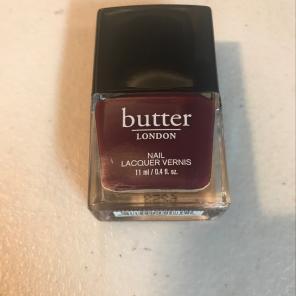 butter
LONDON
NAIL
LACQUER VERNIS
11 ml / 0.4 fl. oz.